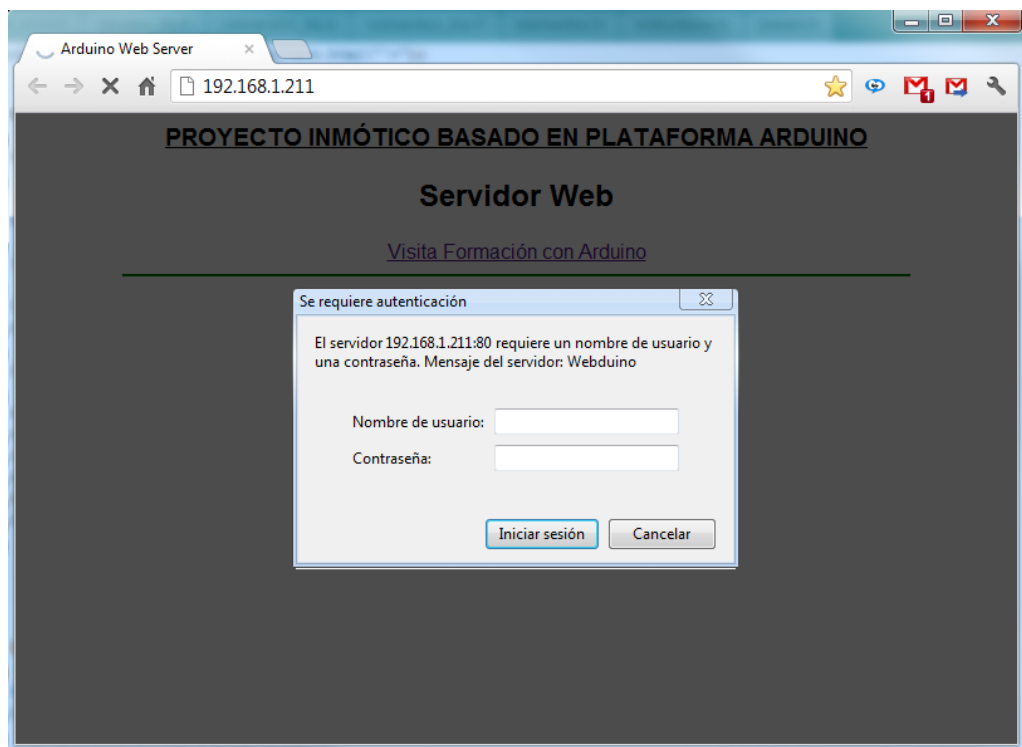 Arduino Web Server
192.168.1.211
1
PROYECTO INMÓTICO BASADO EN PLATAFORMA ARDUINO
Servidor Web
Visita Formación con Arduino
Se requiere autenticación
El servidor 192.168.1.211:80 requiere un nombre de usuario y
una contraseña. Mensaje del servidor: Webduino
Nombre de usuario:
Contraseña:
Iniciar sesión Cancelar